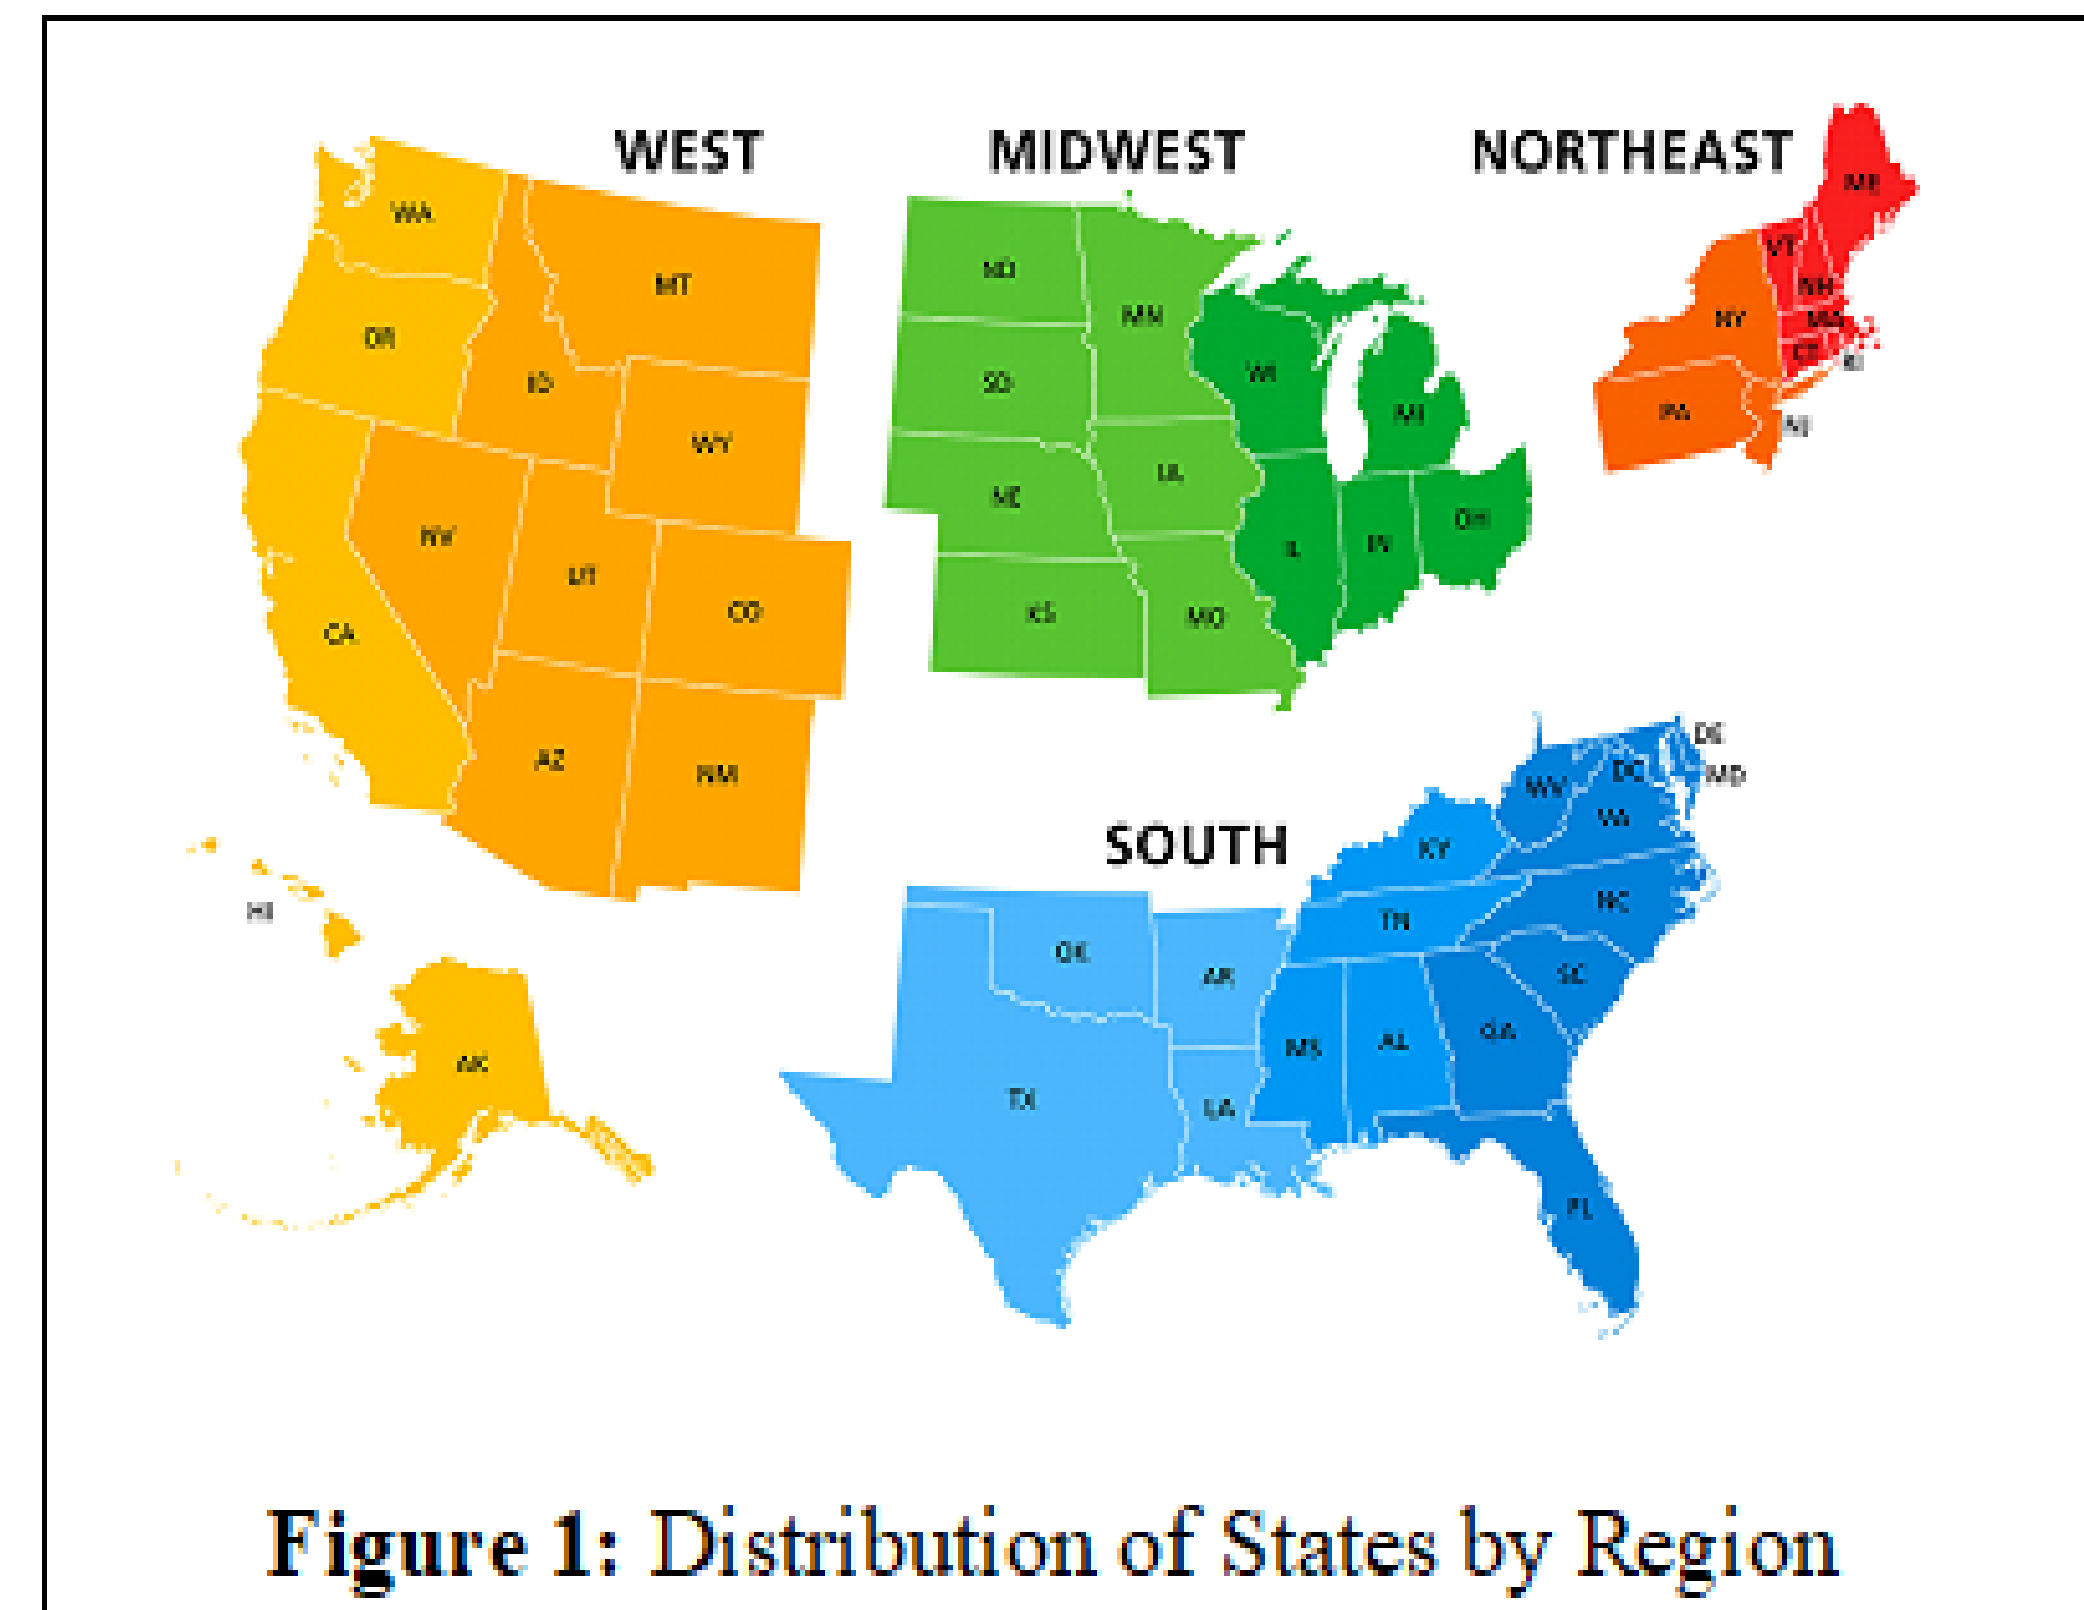 WEST
MIDWEST
NORTHEAST
WA
MT
OR
ID
WY
NV
UT
CO
CA
AZ
NM
HI
AK
ND
MN
SD
WI
MI
IA
NE
IL
IN
OH
KS
MO
ME
VT
NH
NY
MA
CT
RI
PA
NJ
SOUTH
DE
DC
MD
WV
VA
KY
NC
TN
OK
AR
SC
MS
AL
GA
TX
LA
FL
Figure 1: Distribution of States by Region